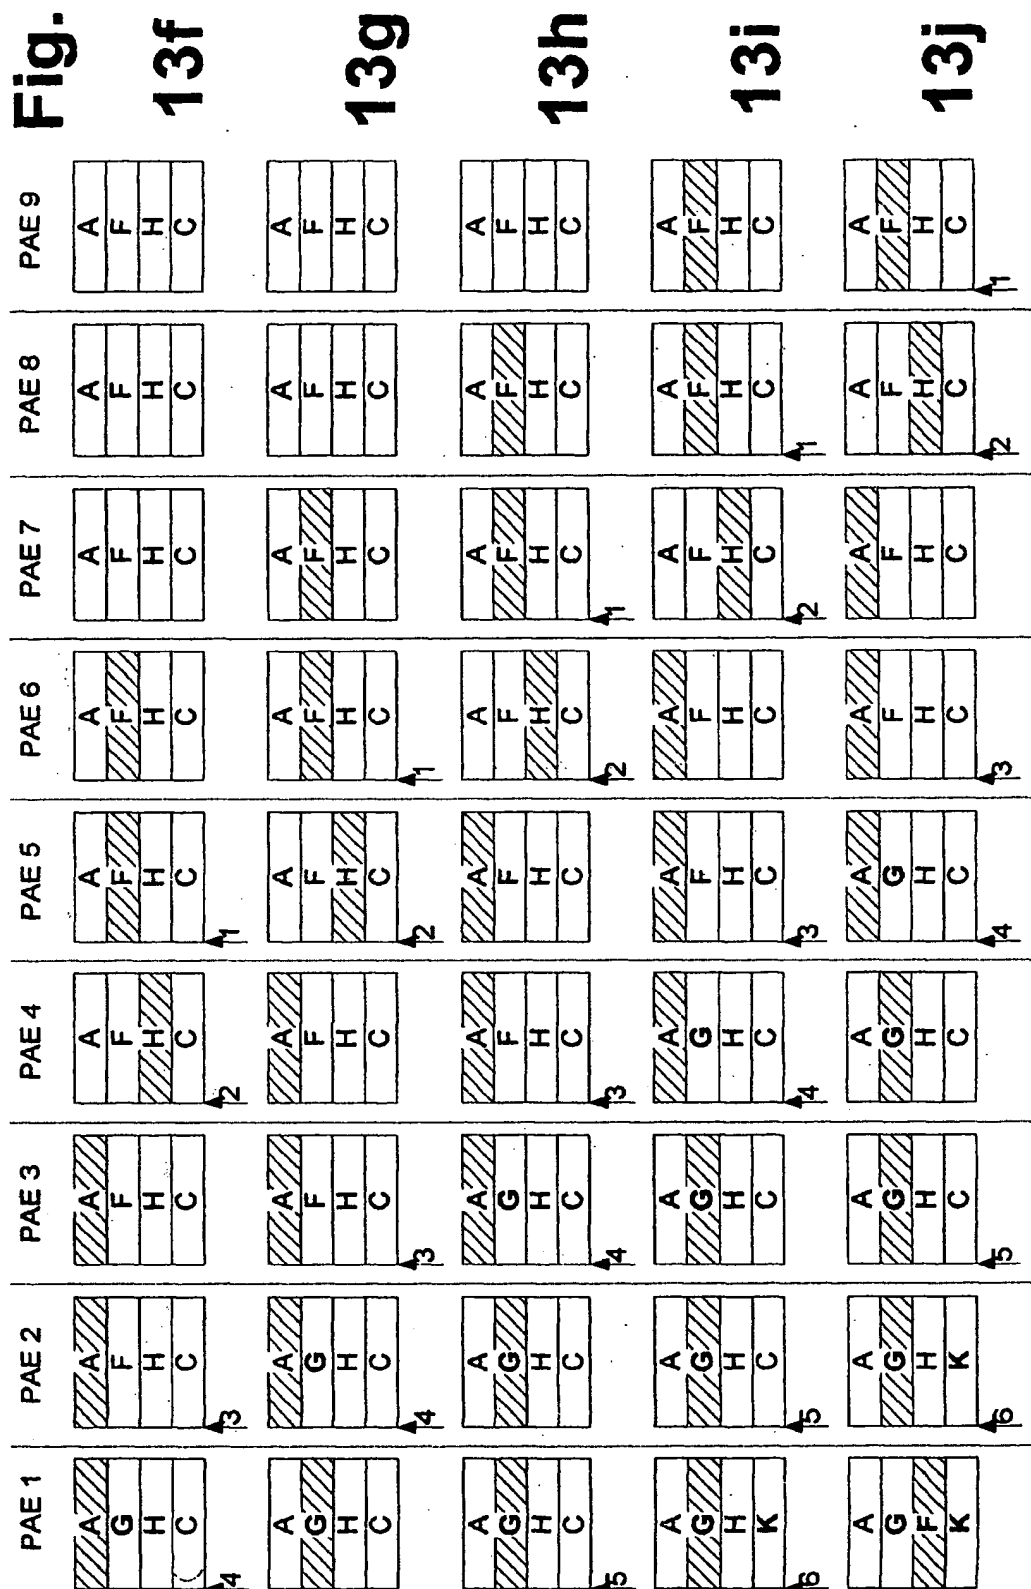 PAE 1 PAE 2 PAE 3 PAE 4 PAE 5 PAE 6 PAE 7 PAE 8 PAE 9 Fig.
A A A A A A A A A
G F F F F F F F F
H H H H H H H H H
C C C C C C C C C
13f
4 3 2 1
A A A A A A A A A
G G F F F F F F F
H H H H H H H H H
C C C C C C C C C
13g
4 3 2 1
A A A A A A A A A
G G G F F F F F F
H H H H H H H H H
C C C C C C C C C
13h
5 4 3 2 1
A A A A A A A A A
G G G G F F F F F
H H H H H H H H H
K C C C C C C C C
13i
6 5 4 3 2 1
A A A A A A A A A
G G G G G F F F F
F H H H H H H H H
K K C C C C C C C
13j
6 5 4 3 2 1